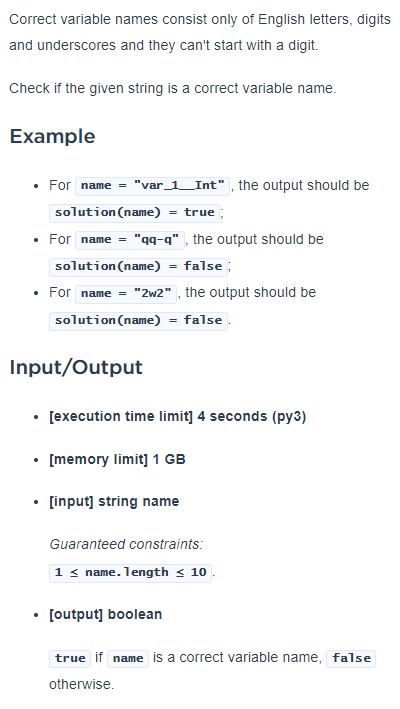 Correct variable names consist only of English letters, digits
and underscores and they can't start with a digit.
Check if the given string is a correct variable name.
Example
• For name = "var_1__Int" , the output should be
solution(name) = true ;
• For name = "qq-q" , the output should be
solution(name) = false ;
• For name = "2w2" , the output should be
solution(name) = false .
Input/Output
• [execution time limit] 4 seconds (py3)
• [memory limit] 1 GB
• [input] string name
Guaranteed constraints:
1 ≤ name.length ≤ 10 .
• [output] boolean
true if name is a correct variable name, false
otherwise.